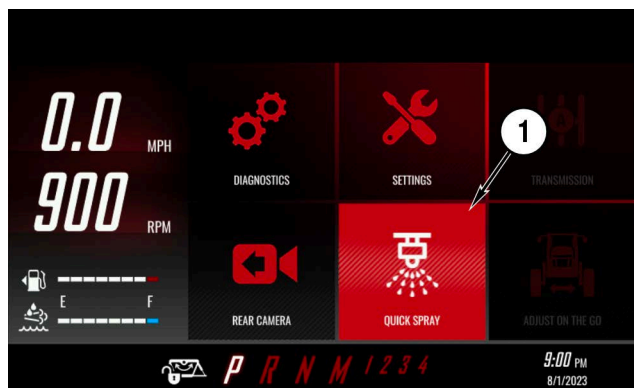 0.0 MPH
900 RPM
E F
DIAGNOSTICS
SETTINGS
TRANSMISSION
1
REAR CAMERA
QUICK SPRAY
ADJUST ON THE GO
P R N M 1 2 3 4
9:00 PM
8/1/2023